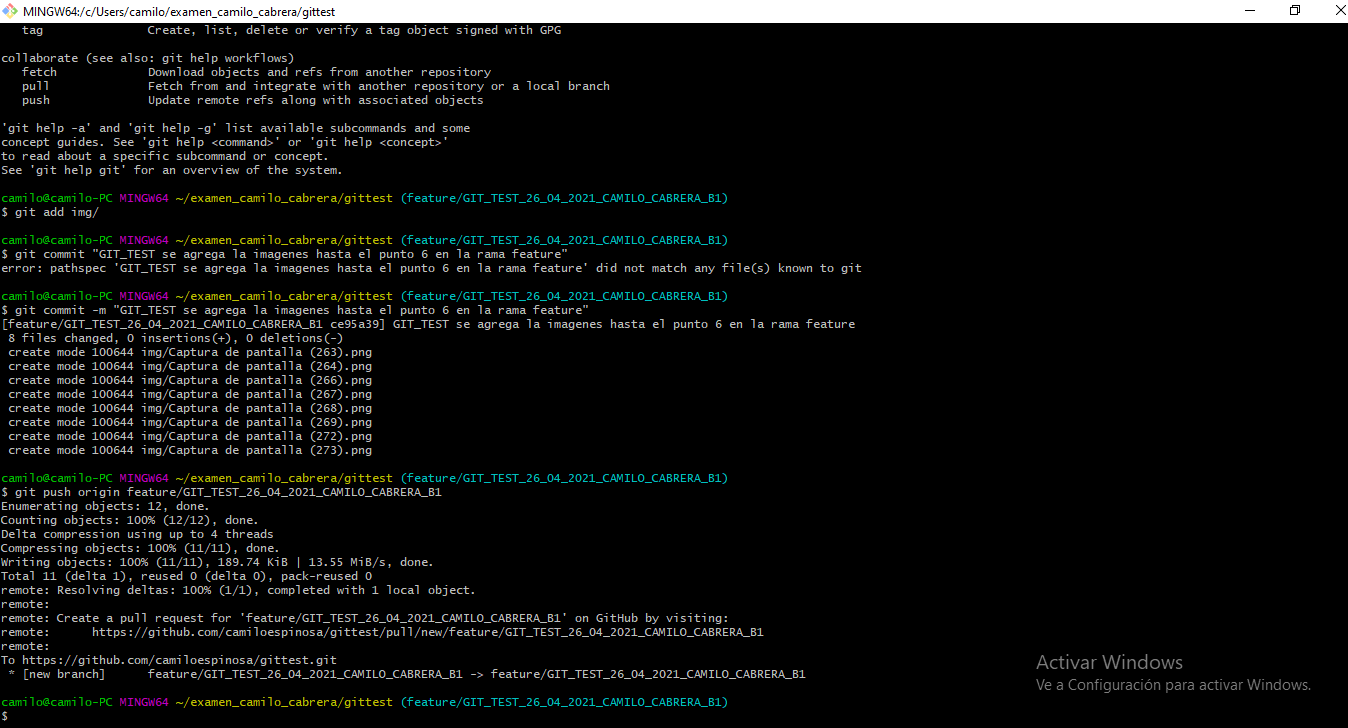 MINGW64:/c/Users/camilo/examen_camilo_cabrera/gittest
   tag               Create, list, delete or verify a tag object signed with GPG

collaborate (see also: git help workflows)
   fetch             Download objects and refs from another repository
   pull              Fetch from and integrate with another repository or a local branch
   push              Update remote refs along with associated objects

'git help -a' and 'git help -g' list available subcommands and some
concept guides. See 'git help <command>' or 'git help <concept>'
to read about a specific subcommand or concept.
See 'git help git' for an overview of the system.

camilo@camilo-PC MINGW64 ~/examen_camilo_cabrera/gittest (feature/GIT_TEST_26_04_2021_CAMILO_CABRERA_B1)
$ git add img/

camilo@camilo-PC MINGW64 ~/examen_camilo_cabrera/gittest (feature/GIT_TEST_26_04_2021_CAMILO_CABRERA_B1)
$ git commit "GIT_TEST se agrega la imagenes hasta el punto 6 en la rama feature"
error: pathspec 'GIT_TEST se agrega la imagenes hasta el punto 6 en la rama feature' did not match any file(s) known to git

camilo@camilo-PC MINGW64 ~/examen_camilo_cabrera/gittest (feature/GIT_TEST_26_04_2021_CAMILO_CABRERA_B1)
$ git commit -m "GIT_TEST se agrega la imagenes hasta el punto 6 en la rama feature"
[feature/GIT_TEST_26_04_2021_CAMILO_CABRERA_B1 ce95a39] GIT_TEST se agrega la imagenes hasta el punto 6 en la rama feature
 8 files changed, 0 insertions(+), 0 deletions(-)
 create mode 100644 img/Captura de pantalla (263).png
 create mode 100644 img/Captura de pantalla (264).png
 create mode 100644 img/Captura de pantalla (266).png
 create mode 100644 img/Captura de pantalla (267).png
 create mode 100644 img/Captura de pantalla (268).png
 create mode 100644 img/Captura de pantalla (269).png
 create mode 100644 img/Captura de pantalla (272).png
 create mode 100644 img/Captura de pantalla (273).png

camilo@camilo-PC MINGW64 ~/examen_camilo_cabrera/gittest (feature/GIT_TEST_26_04_2021_CAMILO_CABRERA_B1)
$ git push origin feature/GIT_TEST_26_04_2021_CAMILO_CABRERA_B1
Enumerating objects: 12, done.
Counting objects: 100% (12/12), done.
Delta compression using up to 4 threads
Compressing objects: 100% (11/11), done.
Writing objects: 100% (11/11), 189.74 KiB | 13.55 MiB/s, done.
Total 11 (delta 1), reused 0 (delta 0), pack-reused 0
remote: Resolving deltas: 100% (1/1), completed with 1 local object.
remote:
remote: Create a pull request for 'feature/GIT_TEST_26_04_2021_CAMILO_CABRERA_B1' on GitHub by visiting:
remote:      https://github.com/camiloespinosa/gittest/pull/new/feature/GIT_TEST_26_04_2021_CAMILO_CABRERA_B1
remote:
To https://github.com/camiloespinosa/gittest.git
 * [new branch]      feature/GIT_TEST_26_04_2021_CAMILO_CABRERA_B1 -> feature/GIT_TEST_26_04_2021_CAMILO_CABRERA_B1

camilo@camilo-PC MINGW64 ~/examen_camilo_cabrera/gittest (feature/GIT_TEST_26_04_2021_CAMILO_CABRERA_B1)
$
Activar Windows
Ve a Configuración para activar Windows.